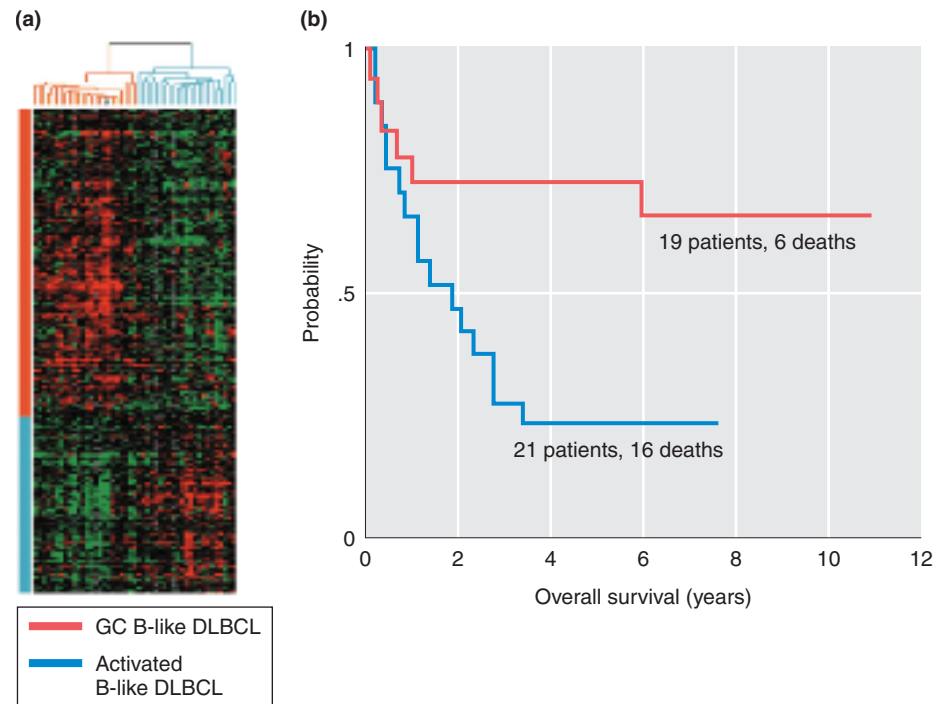 (a)
(b)
1
.5
0
Probability
0
2
4
6
8
10
12
Overall survival (years)
19 patients, 6 deaths
21 patients, 16 deaths
GC B-like DLBCL
Activated
B-like DLBCL